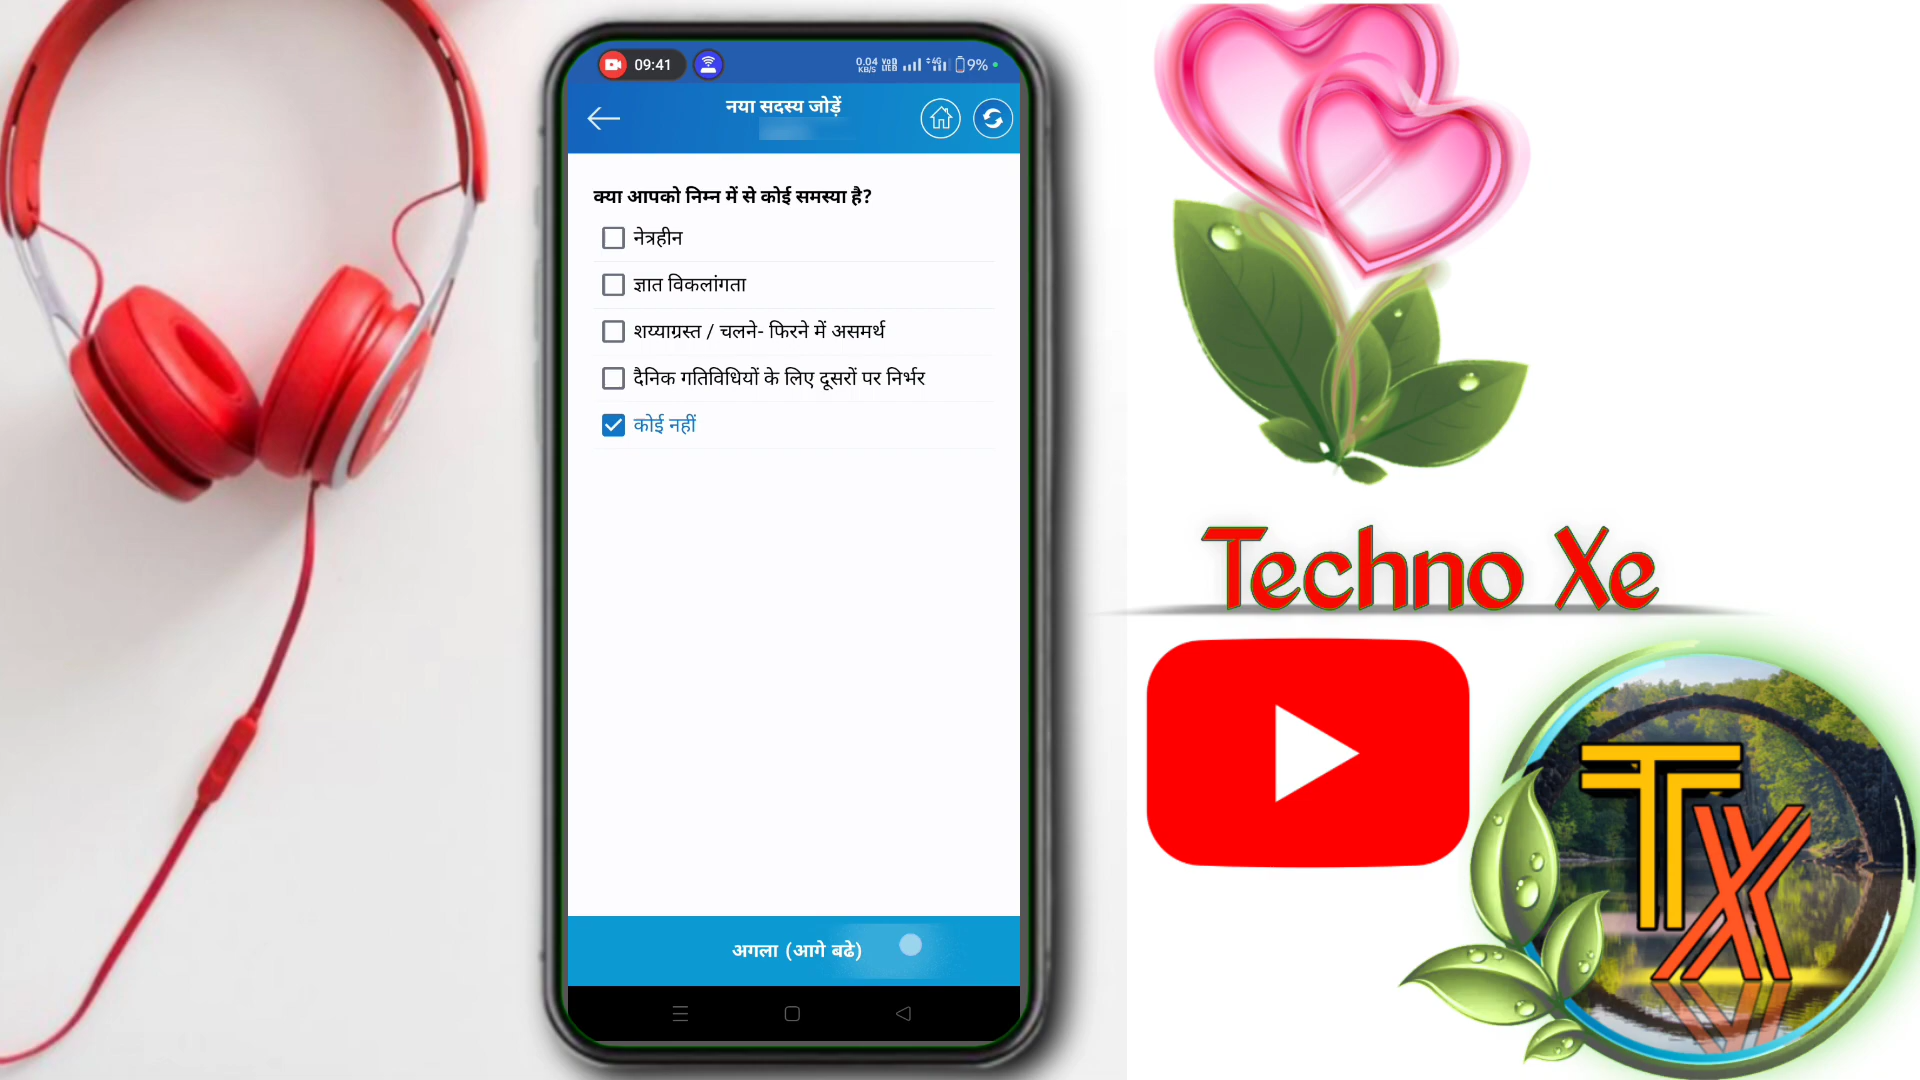 09:41
0.04 KB/S
9%
नया सदस्य जोड़ें
क्या आपको निम्न में से कोई समस्या है?
नेत्रहीन
ज्ञात विकलांगता
शय्याग्रस्त / चलने- फिरने में असमर्थ
दैनिक गतिविधियों के लिए दूसरों पर निर्भर
कोई नहीं
अगला (आगे बढे)
Techno Xe
TX